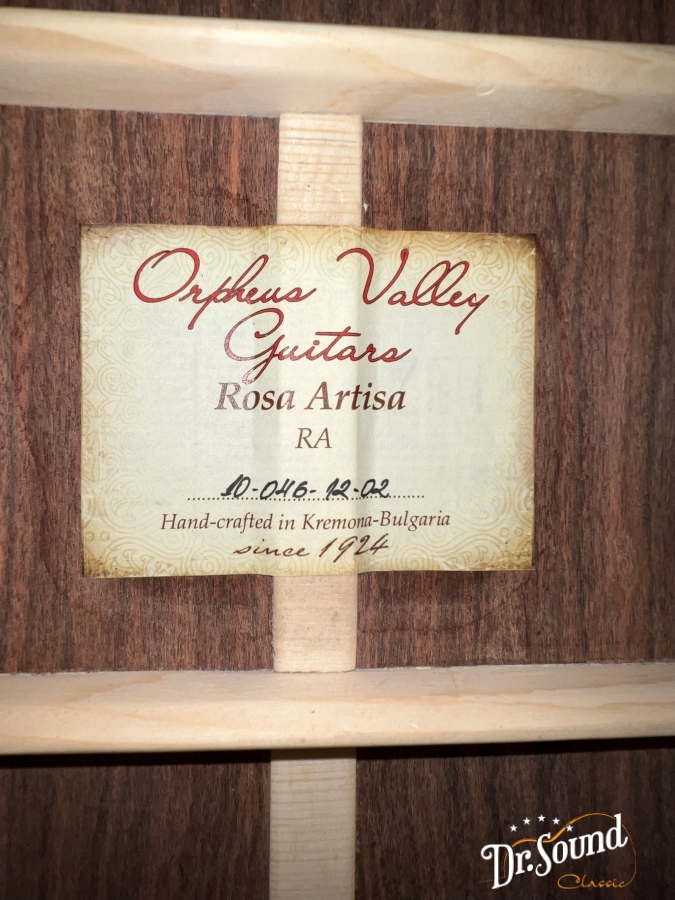 Orpheus Valley
Guitars
Rosa Artisa
RA
10-046-12-02
Hand-crafted in Kremona-Bulgaria
since 1924
Dr.Sound
Classic